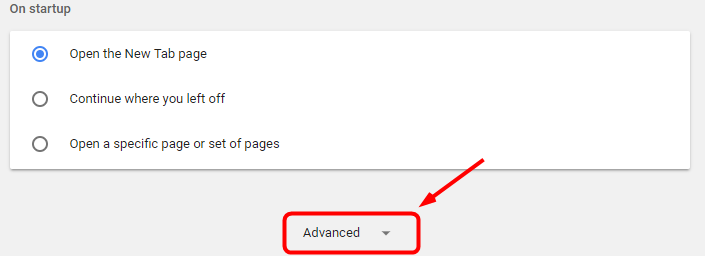 On startup
Open the New Tab page
Continue where you left off
Open a specific page or set of pages
Advanced